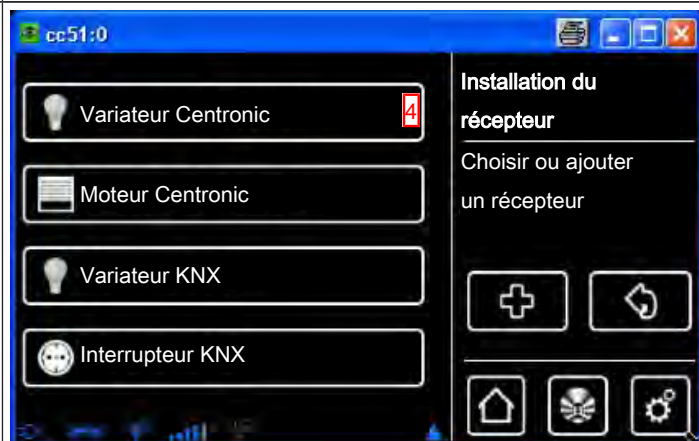 cc51:0
Variateur Centronic
4
Moteur Centronic
Variateur KNX
Interrupteur KNX
Installation du
récepteur
Choisir ou ajouter
un récepteur